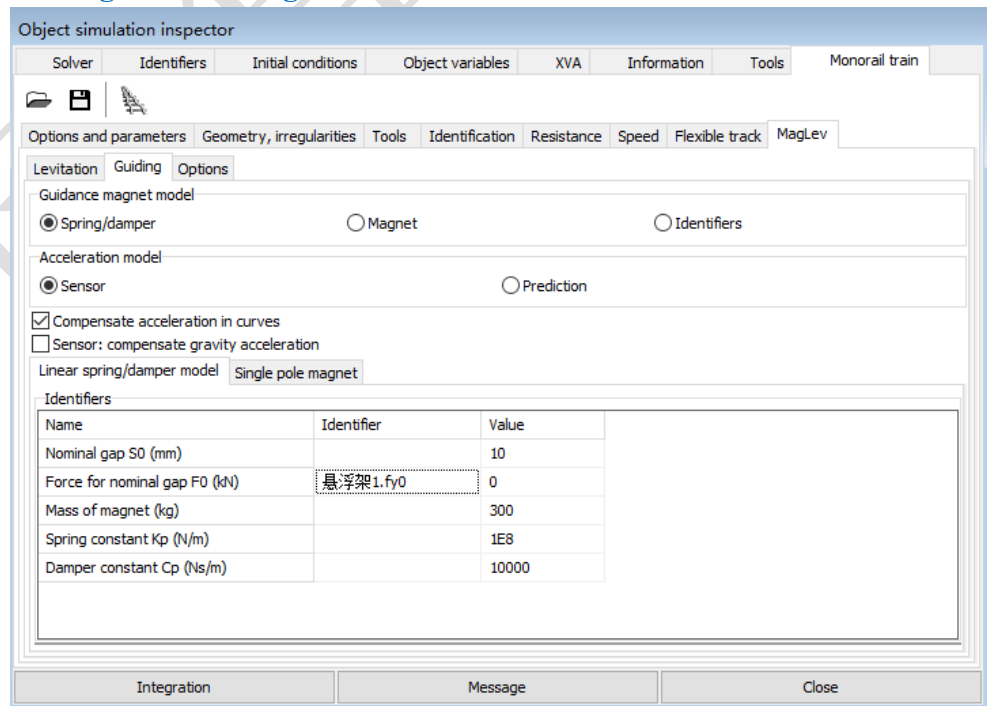 Object simulation inspector
Solver Identifiers Initial conditions Object variables XVA Information Tools Monorail train
Options and parameters Geometry, irregularities Tools Identification Resistance Speed Flexible track MagLev
Levitation Guiding Options
Guidance magnet model
Spring/damper Magnet Identifiers
Acceleration model
Sensor Prediction
Compensate acceleration in curves
Sensor: compensate gravity acceleration
Linear spring/damper model Single pole magnet
Identifiers
Name Identifier Value
Nominal gap S0 (mm) 10
Force for nominal gap F0 (kN) 悬浮架1.fy0 0
Mass of magnet (kg) 300
Spring constant Kp (N/m) 1E8
Damper constant Cp (Ns/m) 10000
Integration Message Close